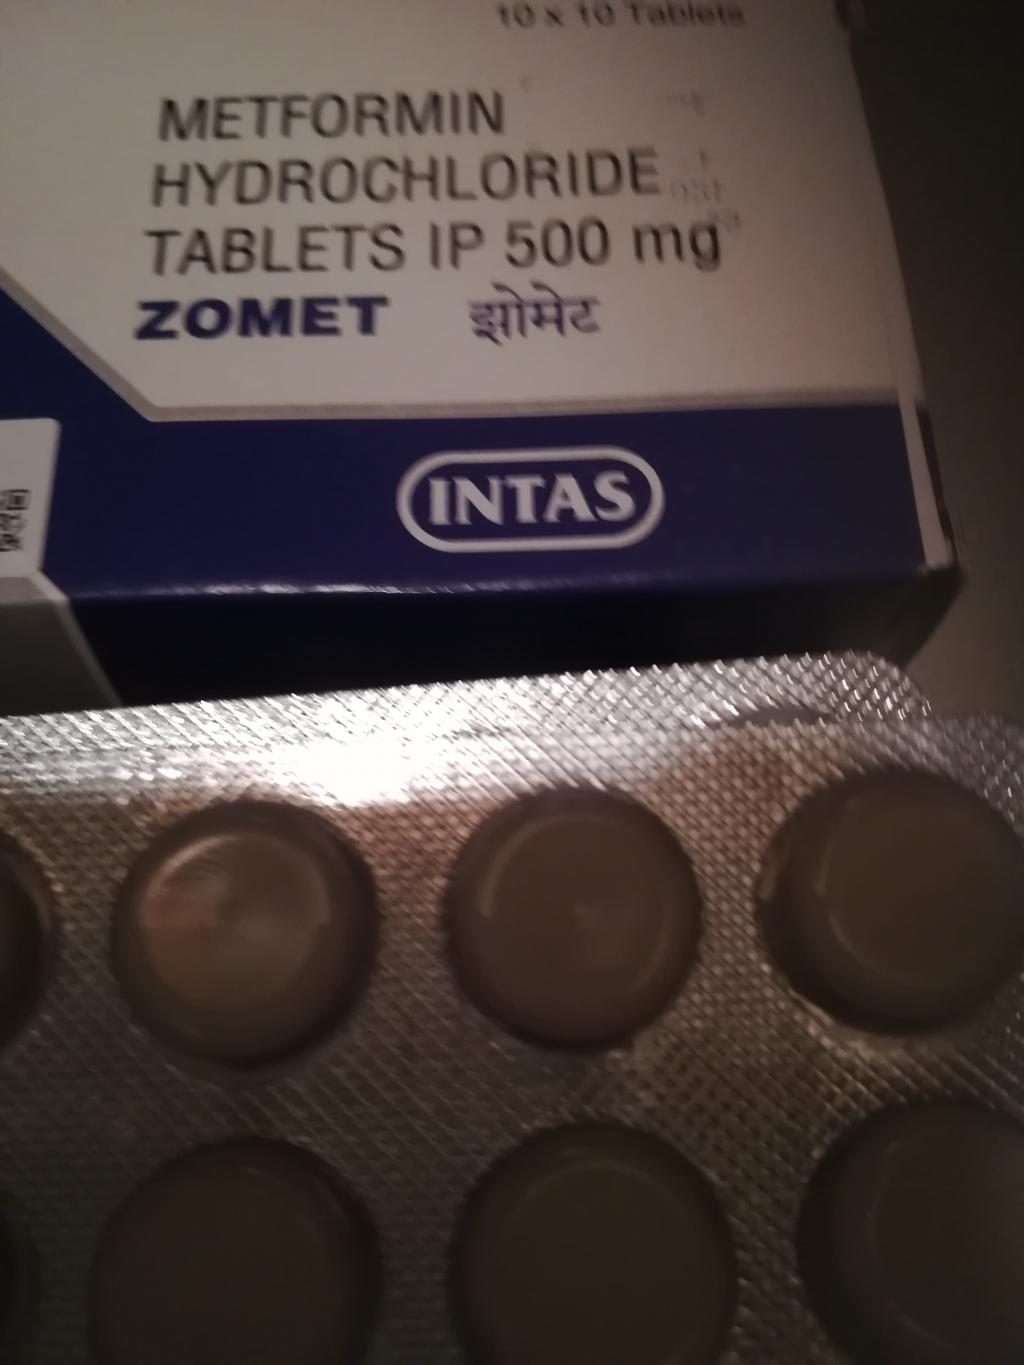 10 x 10 Tablets
METFORMIN
HYDROCHLORIDE
TABLETS IP 500 mg
ZOMET झोमेट
INTAS